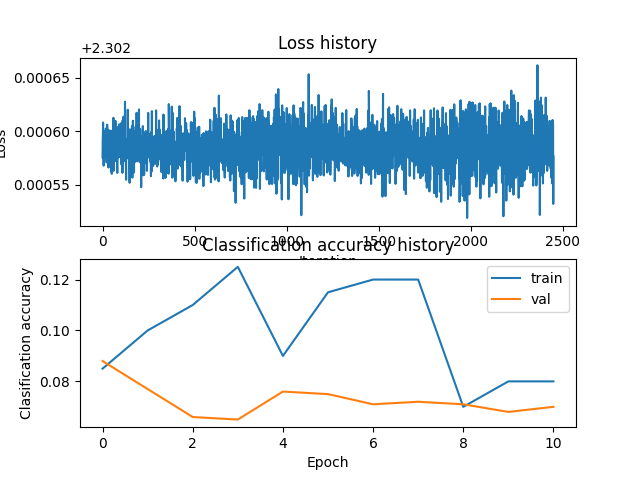 Loss history
+2.302
0.00065
0.00060
0.00055
Loss
0 500 1000 1500 2000 2500
Iteration
Classification accuracy history
0.12
0.10
0.08
Clasification accuracy
train
val
0 2 4 6 8 10
Epoch